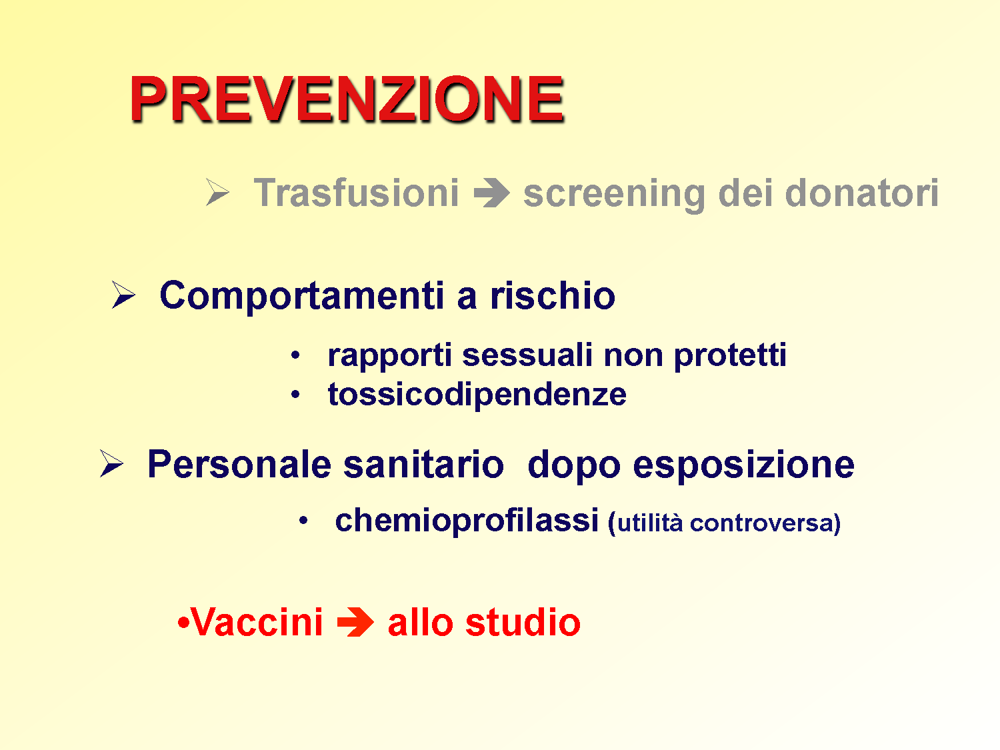 PREVENZIONE
➢ Trasfusioni 🡺 screening dei donatori
➢ Comportamenti a rischio
• rapporti sessuali non protetti
• tossicodipendenze
➢ Personale sanitario dopo esposizione
• chemioprofilassi (utilità controversa)
•Vaccini 🡺 allo studio